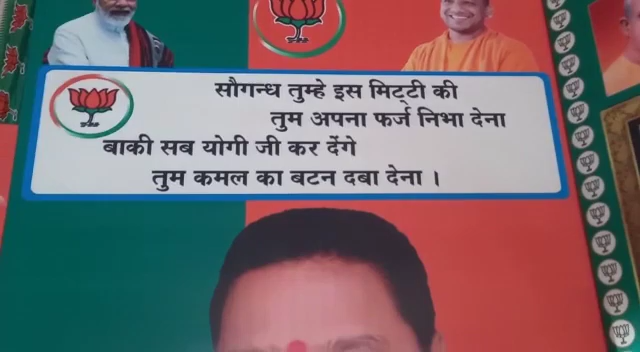 सौगन्ध तुम्हे इस मिट्टी की
तुम अपना फर्ज निभा देना
बाकी सब योगी जी कर देंगे
तुम कमल का बटन दबा देना ।